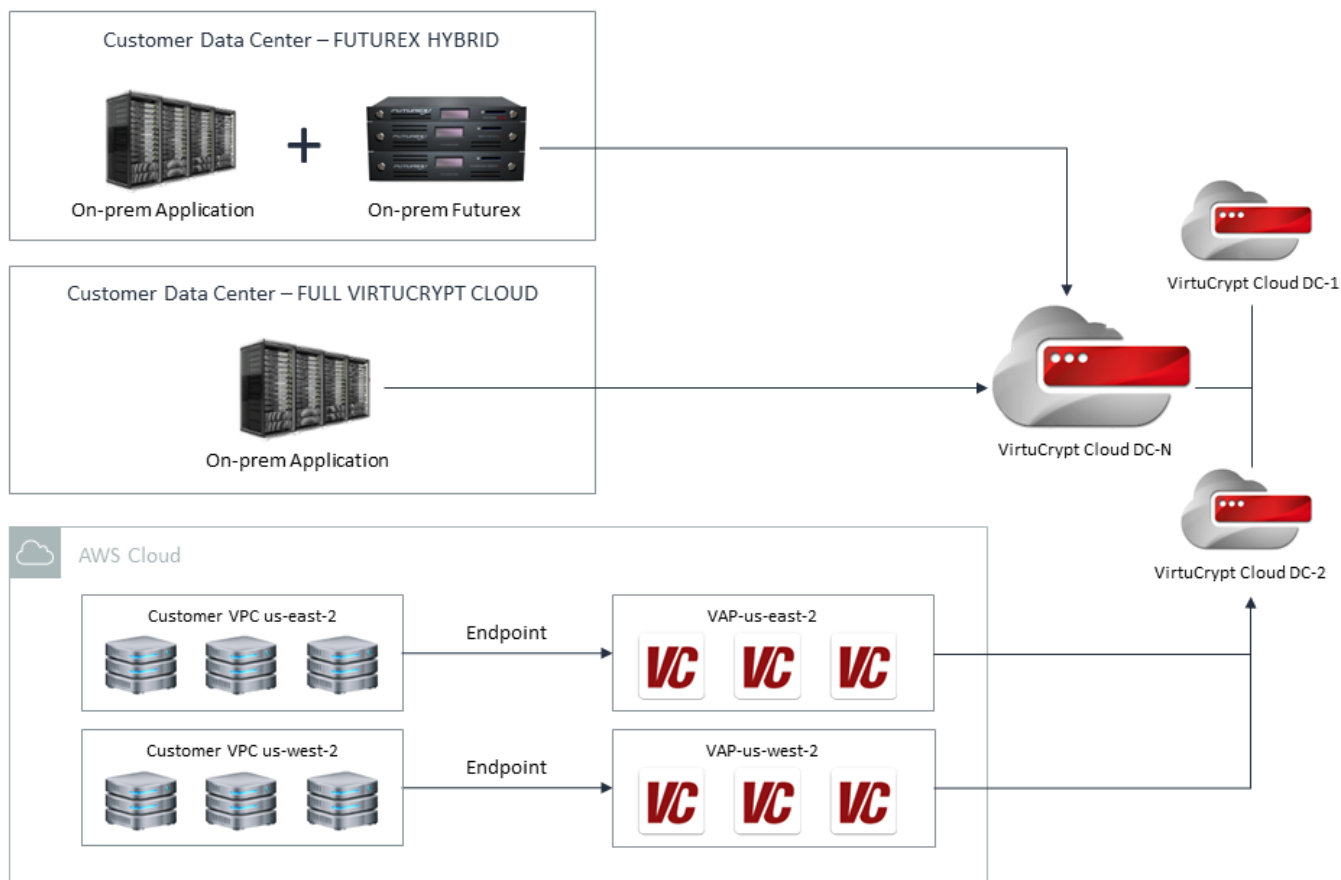 Customer Data Center – FUTUREX HYBRID
+
On-prem Application
On-prem Futurex
Customer Data Center – FULL VIRTUCRYPT CLOUD
On-prem Application
VirtuCrypt Cloud DC-1
VirtuCrypt Cloud DC-N
VirtuCrypt Cloud DC-2
AWS Cloud
Customer VPC us-east-2
Endpoint
VAP-us-east-2
VC VC VC
Customer VPC us-west-2
Endpoint
VAP-us-west-2
VC VC VC